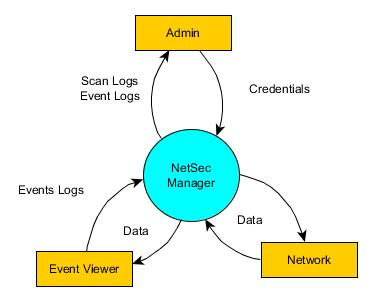 Admin
Scan Logs
Event Logs
Credentials
NetSec
Manager
Events Logs
Data
Data
Event Viewer
Network